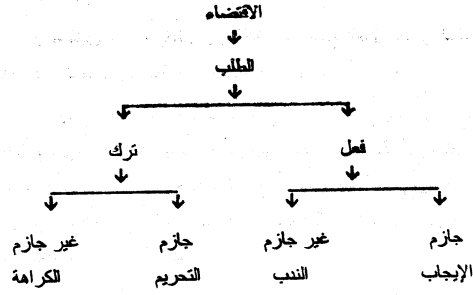 الاقتضاء
الطلب
فعل ترك
جازم غير جازم جازم غير جازم
الإيجاب الندب التحريم الكراهة